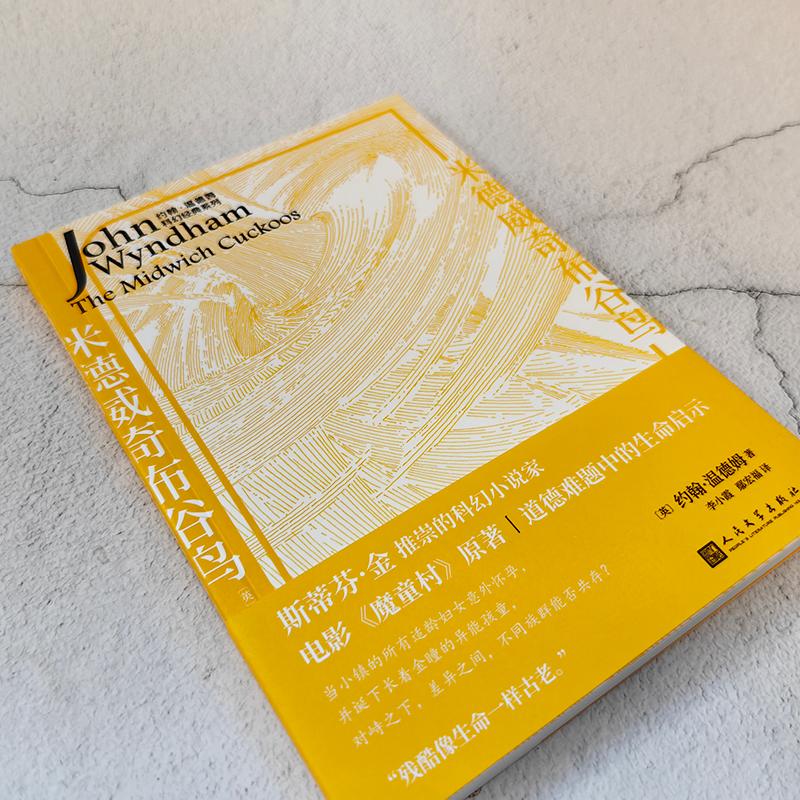 约翰·温德姆
科幻经典系列
John
Wyndham
The Midwich Cuckoos
米德威奇布谷鸟
米德威奇布谷鸟
[英]
斯蒂芬·金 推崇的科幻小说家
电影《魔童村》原著｜道德难题中的生命启示
当小镇的所有适龄妇女意外怀孕，
并诞下长着金瞳的异能孩童，
对峙之下，差异之间，不同族群能否共存？
“残酷像生命一样古老。”
[英] 约翰·温德姆 著
李小霞 鄢宏福 译
人民文学出版社
PEOPLE'S LITERATURE PUBLISHING